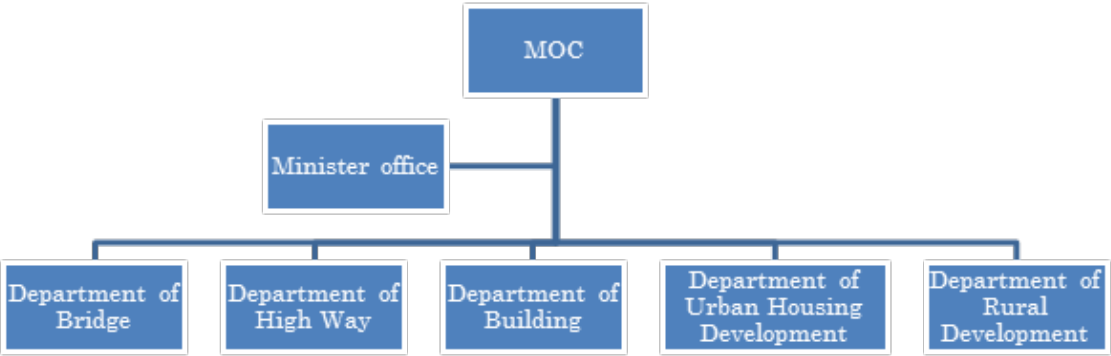 MOC
Minister office
Department of
Bridge
Department of
High Way
Department of
Building
Department of
Urban Housing
Development
Department of
Rural
Development